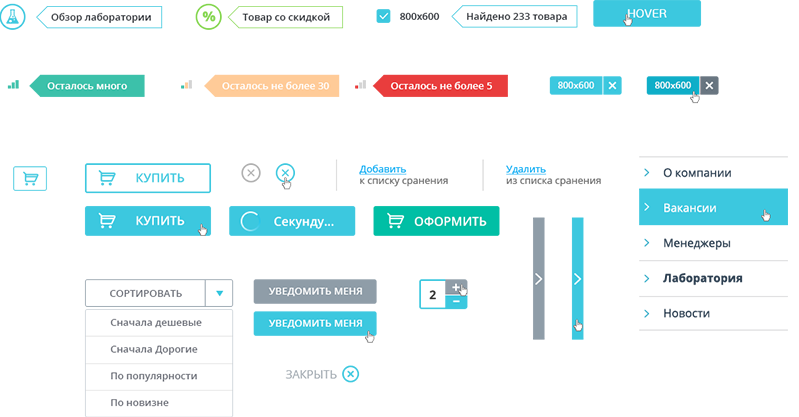 Обзор лаборатории
%
Товар со скидкой
800x600
Найдено 233 товара
HOVER
Осталось много
Осталось не более 30
Осталось не более 5
800x600
800x600
КУПИТЬ
Добавить
к списку сранения
Удалить
из списка сранения
О компании
КУПИТЬ
Секунду...
ОФОРМИТЬ
Вакансии
Менеджеры
Лаборатория
Новости
СОРТИРОВАТЬ
Сначала дешевые
Сначала Дорогие
По популярности
По новизне
УВЕДОМИТЬ МЕНЯ
УВЕДОМИТЬ МЕНЯ
2
+
−
ЗАКРЫТЬ